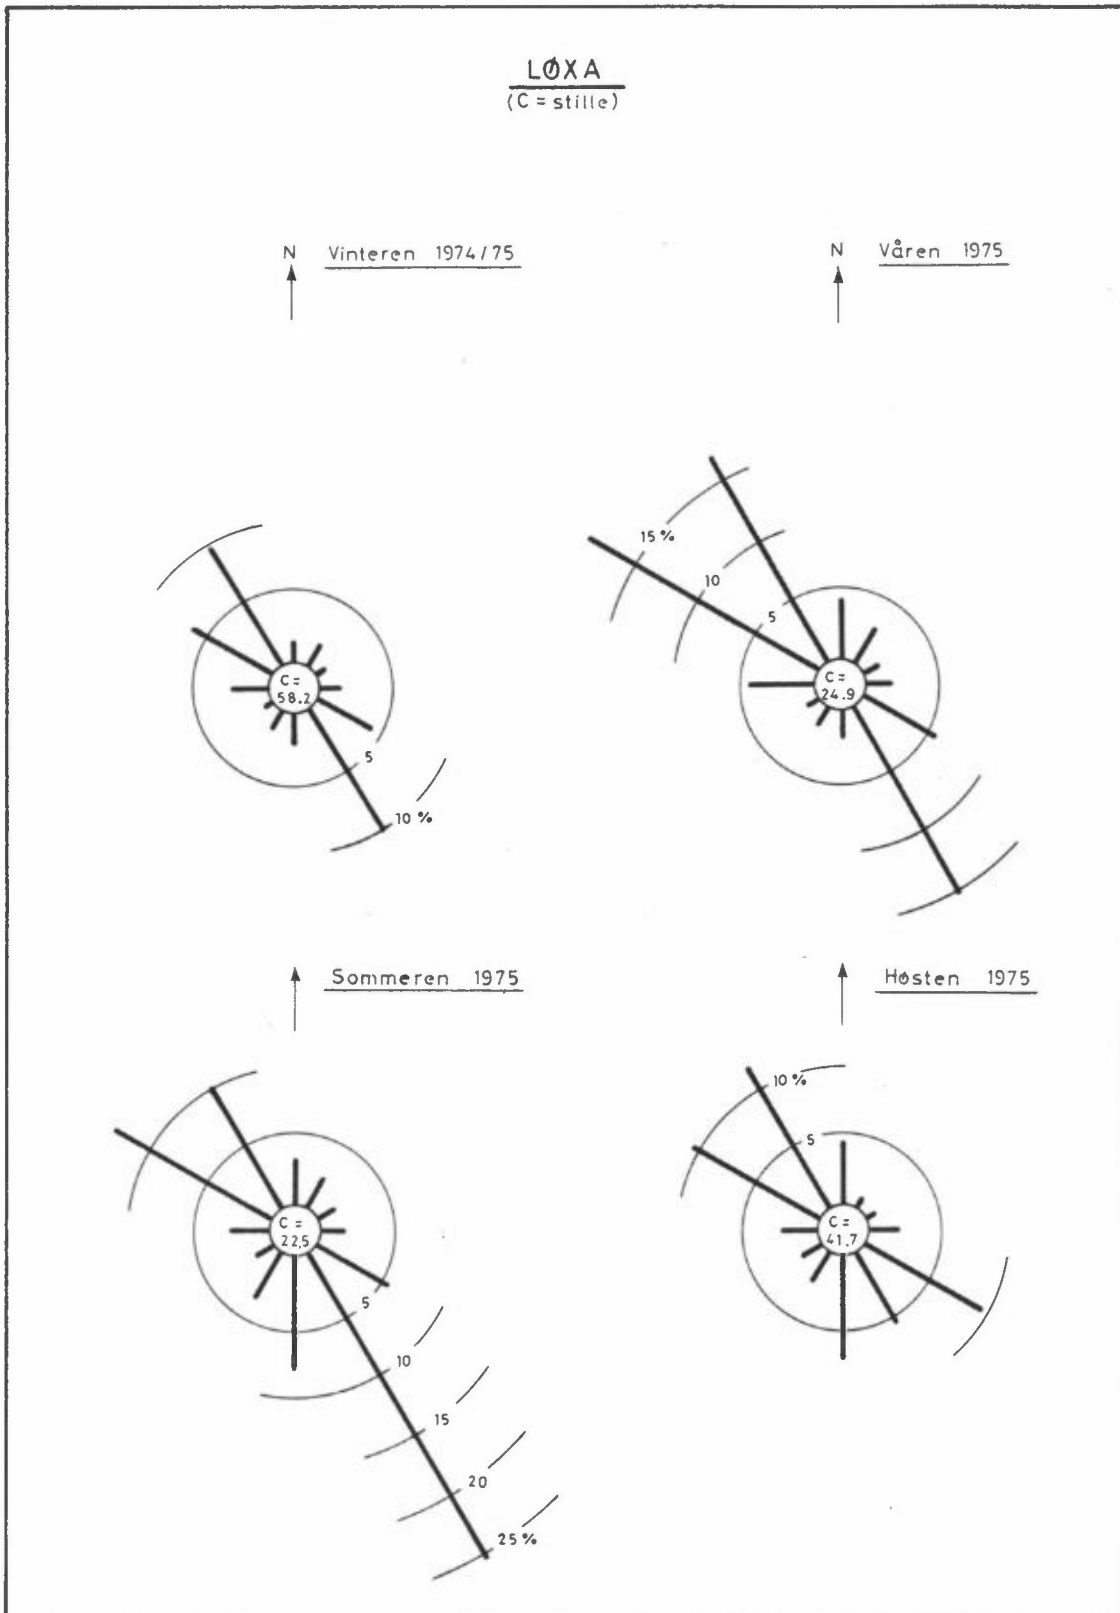 LØXA
(C = stille)
N Vinteren 1974/75
N Våren 1975
C =
58.2
5
10 %
15 %
10
5
C =
24.9
Sommeren 1975
Høsten 1975
C =
22,5
5
10
15
20
25 %
10 %
5
C =
41.7